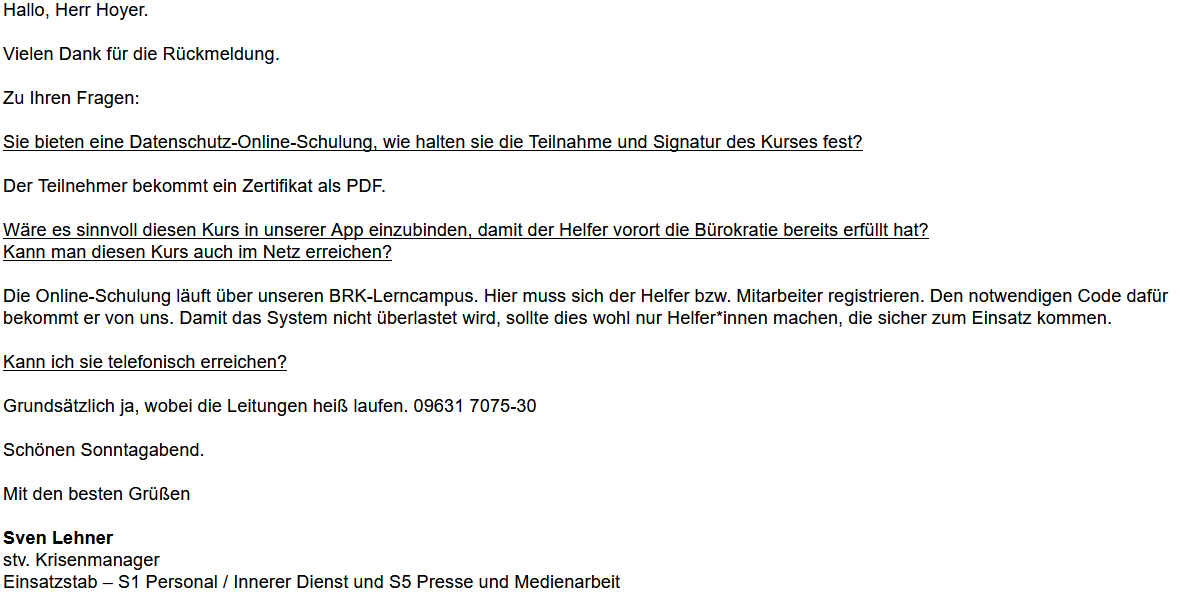 Hallo, Herr Hoyer.
Vielen Dank für die Rückmeldung.
Zu Ihren Fragen:
Sie bieten eine Datenschutz-Online-Schulung, wie halten sie die Teilnahme und Signatur des Kurses fest?
Der Teilnehmer bekommt ein Zertifikat als PDF.
Wäre es sinnvoll diesen Kurs in unserer App einzubinden, damit der Helfer vorort die Bürokratie bereits erfüllt hat?
Kann man diesen Kurs auch im Netz erreichen?
Die Online-Schulung läuft über unseren BRK-Lerncampus. Hier muss sich der Helfer bzw. Mitarbeiter registrieren. Den notwendigen Code dafür
bekommt er von uns. Damit das System nicht überlastet wird, sollte dies wohl nur Helfer*innen machen, die sicher zum Einsatz kommen.
Kann ich sie telefonisch erreichen?
Grundsätzlich ja, wobei die Leitungen heiß laufen. 09631 7075-30
Schönen Sonntagabend.
Mit den besten Grüßen
Sven Lehner
stv. Krisenmanager
Einsatzstab – S1 Personal / Innerer Dienst und S5 Presse und Medienarbeit